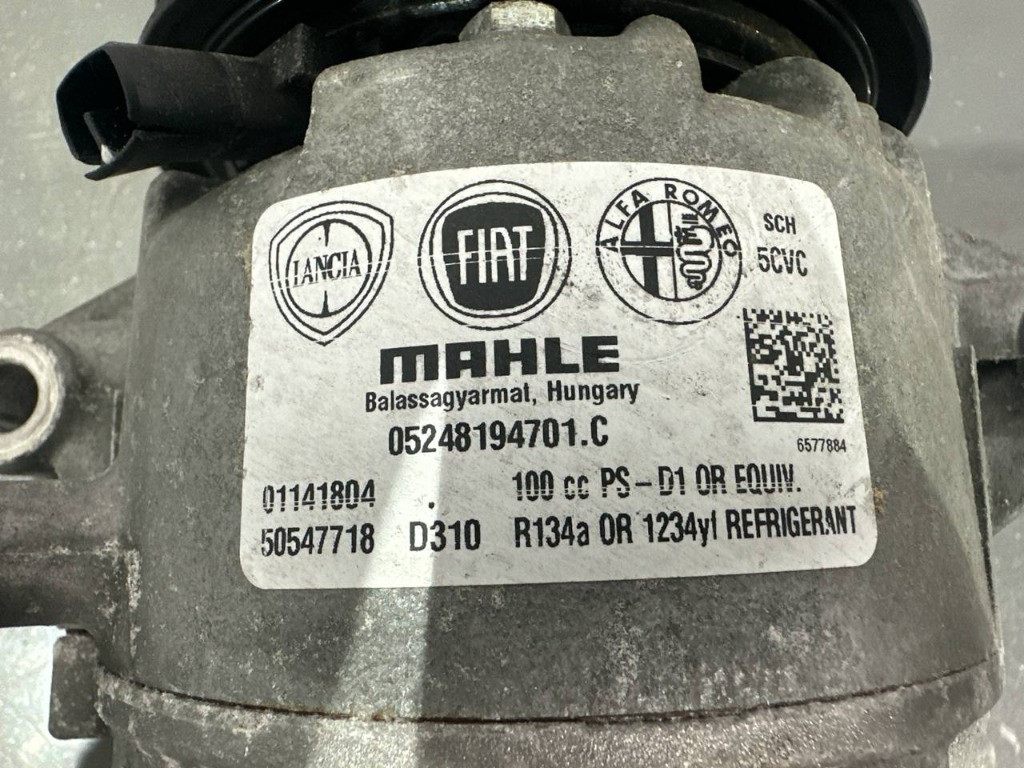 LANCIA
FIAT
ALFA ROMEO
SCH
5CVC
MAHLE
Balassagyarmat, Hungary
05248194701.C
6577884
01141804 . 100 cc PS-D1 OR EQUIV.
50547718 D310 R134a OR 1234yf REFRIGERANT